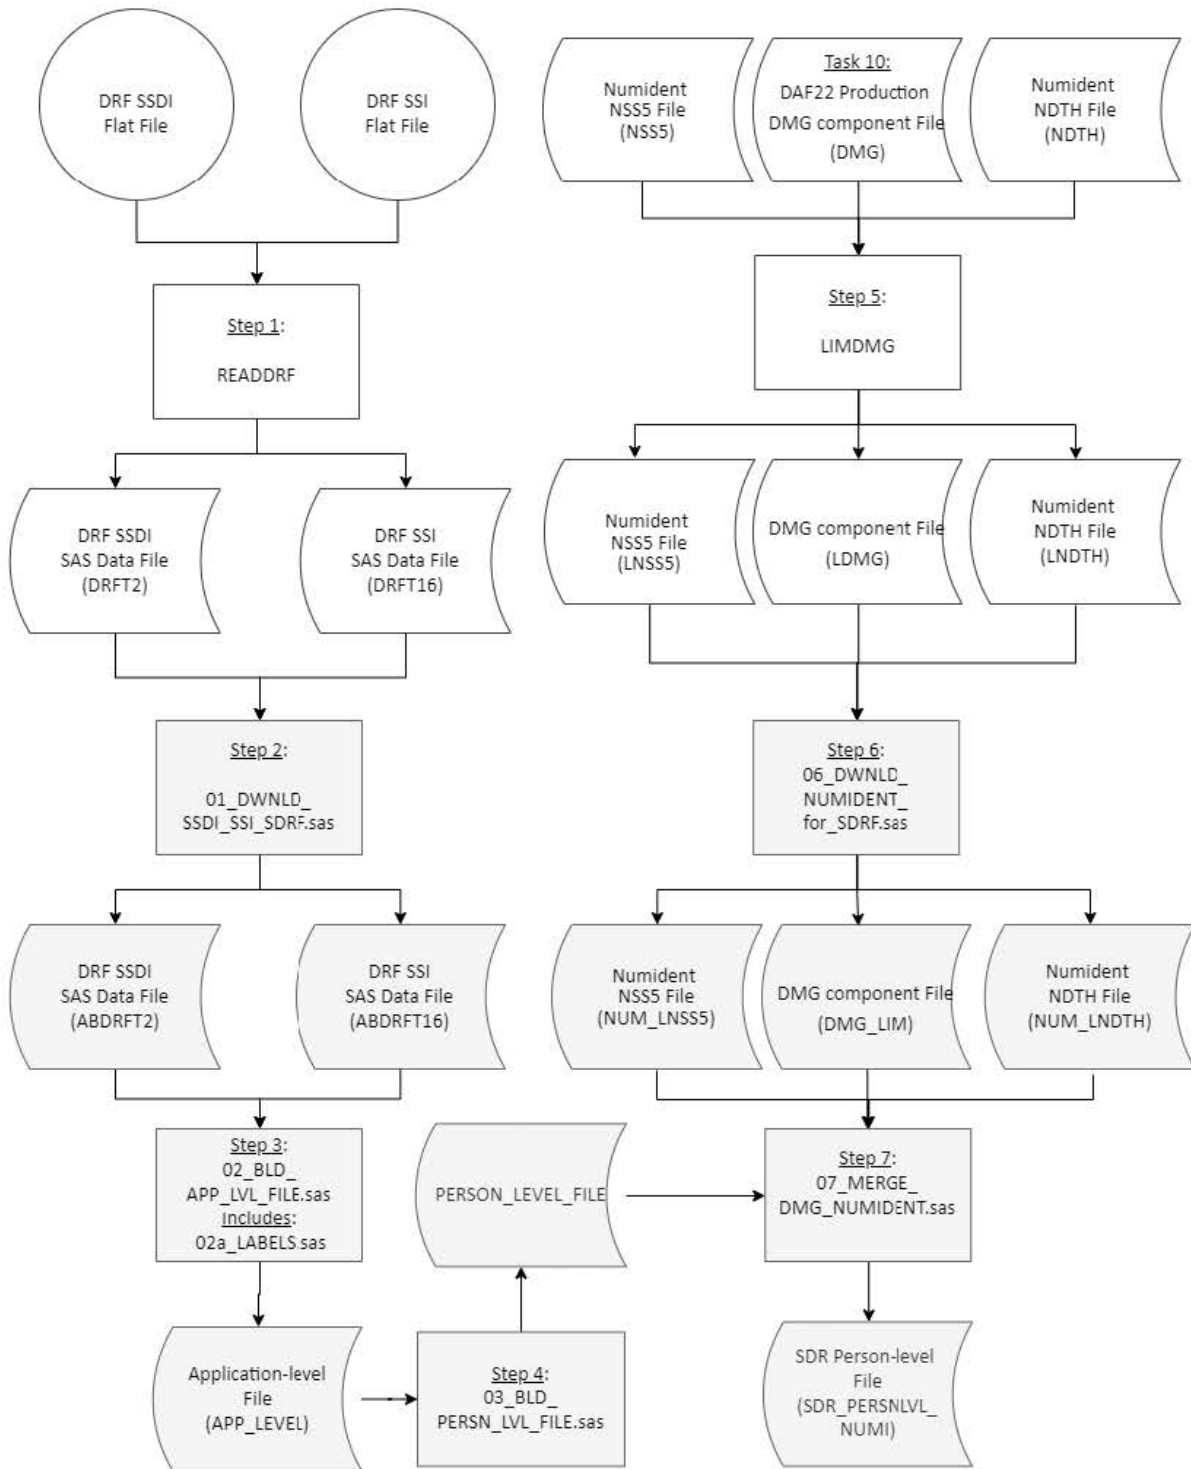 DRF SSDI
Flat File
DRF SSI
Flat File
Numident
NSS5 File
(NSS5)
Task 10:
DAF22 Production
DMG component File
(DMG)
Numident
NDTH File
(NDTH)
Step 1:
READDRF
Step 5:
LIMDMG
DRF SSDI
SAS Data File
(DRFT2)
DRF SSI
SAS Data File
(DRFT16)
Numident
NSS5 File
(LNSS5)
DMG component File
(LDMG)
Numident
NDTH File
(LNDTH)
Step 2:
01_DWNLD_
SSDI_SSI_SDRF.sas
Step 6:
06_DWNLD_
NUMIDENT_
for_SDRF.sas
DRF SSDI
SAS Data File
(ABDRFT2)
DRF SSI
SAS Data File
(ABDRFT16)
Numident
NSS5 File
(NUM_LNSS5)
DMG component File
(DMG_LIM)
Numident
NDTH File
(NUM_LNDTH)
Step 3:
02_BLD_
APP_LVL_FILE.sas
Includes:
02a_LABELS.sas
PERSON_LEVEL_FILE
Step 7:
07_MERGE_
DMG_NUMIDENT.sas
Application-level
File
(APP_LEVEL)
Step 4:
03_BLD_
PERSN_LVL_FILE.sas
SDR Person-level
File
(SDR_PERSNLVL_
NUMI)